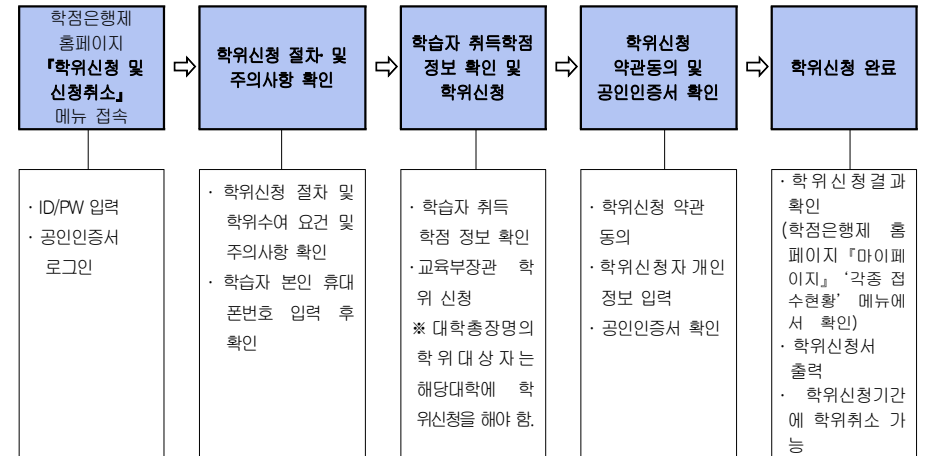 학점은행제
홈페이지
『학위신청 및
신청취소』
메뉴 접속
학위신청 절차 및
주의사항 확인
학습자 취득학점
정보 확인 및
학위신청
학위신청
약관동의 및
공인인증서 확인
학위신청 완료
· ID/PW 입력
· 공인인증서
로그인
· 학위신청 절차 및
학위수여 요건 및
주의사항 확인
· 학습자 본인 휴대
폰번호 입력 후
확인
· 학습자 취득
학점 정보 확인
· 교육부장관 학
위 신청
※ 대학총장명의
학위대상자는
해당대학에 학
위신청을 해야 함.
· 학위신청 약관
동의
· 학위신청자 개인
정보 입력
· 공인인증서 확인
· 학위신청결과
확인
(학점은행제 홈
페이지『마이페
이지』‘각종 접
수현황’ 메뉴에
서 확인)
· 학위신청서
출력
· 학위신청기간
에 학위취소 가
능